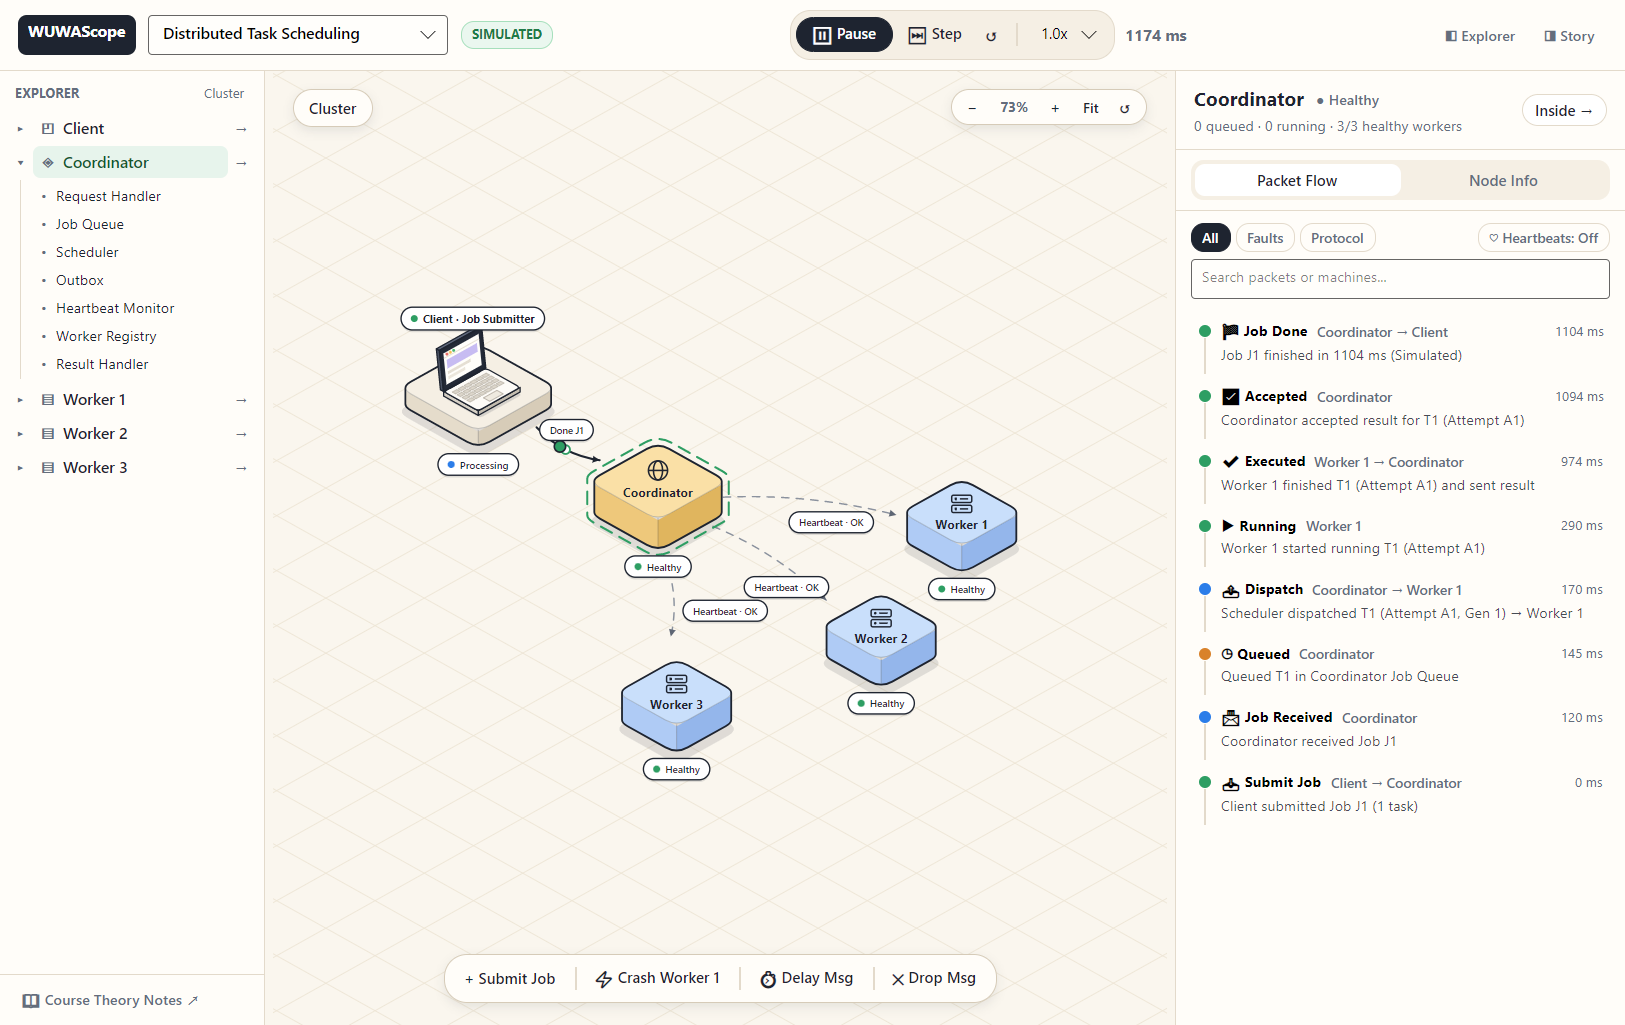 WUWAScope
Distributed Task Scheduling
SIMULATED
Pause
Step
1.0x
1174 ms
Explorer
Story
EXPLORER
Cluster
Client →
Coordinator →
Request Handler
Job Queue
Scheduler
Outbox
Heartbeat Monitor
Worker Registry
Result Handler
Worker 1 →
Worker 2 →
Worker 3 →
Course Theory Notes ↗
Cluster
− 73% + Fit ↺
Client · Job Submitter
Done J1
Processing
Coordinator
Healthy
Heartbeat · OK
Worker 1
Healthy
Heartbeat · OK
Heartbeat · OK
Worker 2
Healthy
Worker 3
Healthy
+ Submit Job
Crash Worker 1
Delay Msg
Drop Msg
Coordinator • Healthy
0 queued · 0 running · 3/3 healthy workers
Inside →
Packet Flow
Node Info
All
Faults
Protocol
♡ Heartbeats: Off
Search packets or machines...
Job Done Coordinator → Client 1104 ms
Job J1 finished in 1104 ms (Simulated)
Accepted Coordinator 1094 ms
Coordinator accepted result for T1 (Attempt A1)
Executed Worker 1 → Coordinator 974 ms
Worker 1 finished T1 (Attempt A1) and sent result
Running Worker 1 290 ms
Worker 1 started running T1 (Attempt A1)
Dispatch Coordinator → Worker 1 170 ms
Scheduler dispatched T1 (Attempt A1, Gen 1) → Worker 1
Queued Coordinator 145 ms
Queued T1 in Coordinator Job Queue
Job Received Coordinator 120 ms
Coordinator received Job J1
Submit Job Client → Coordinator 0 ms
Client submitted Job J1 (1 task)